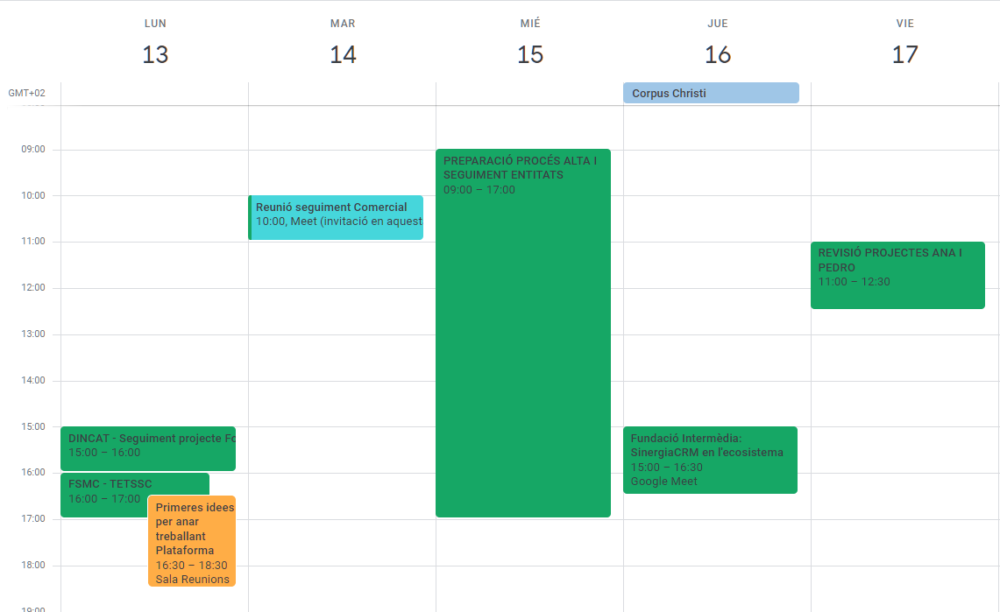 LUN
MAR
MIÉ
JUE
VIE
13
14
15
16
17
GMT+02
Corpus Christi
09:00
10:00
11:00
12:00
13:00
14:00
15:00
16:00
17:00
18:00
19:00
DINCAT - Seguiment projecte
15:00 – 16:00
FSMC - TETSSC
16:00 – 17:00
Primeres idees
per anar
treballant
Plataforma
16:30 – 18:30
Sala Reunions
Reunió seguiment Comercial
10:00, Meet (invitació en aquest
PREPARACIÓ PROCÉS ALTA I
SEGUIMENT ENTITATS
09:00 – 17:00
Fundació Intermèdia:
SinergiaCRM en l'ecosistema
15:00 – 16:30
Google Meet
REVISIÓ PROJECTES ANA I
PEDRO
11:00 – 12:30